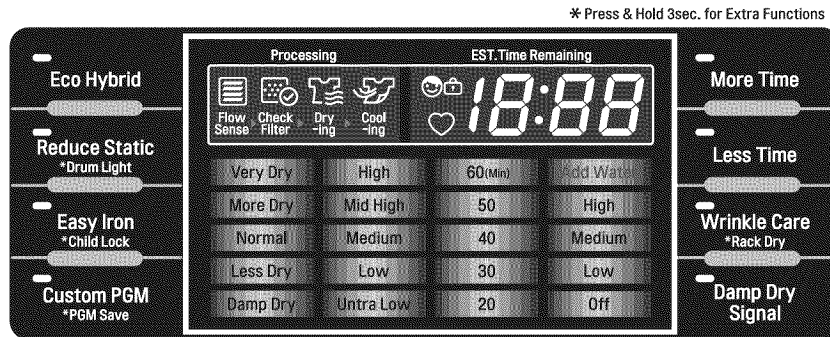 * Press & Hold 3sec. for Extra Functions
Eco Hybrid
Reduce Static
*Drum Light
Easy Iron
*Child Lock
Custom PGM
*PGM Save
Processing
EST.Time Remaining
Flow
Sense
Check
Filter
Dry
-ing
Cool
-ing
18:88
Very Dry High 60(Min) Add Water
More Dry Mid High 50 High
Normal Medium 40 Medium
Less Dry Low 30 Low
Damp Dry Untra Low 20 Off
More Time
Less Time
Wrinkle Care
*Rack Dry
Damp Dry
Signal